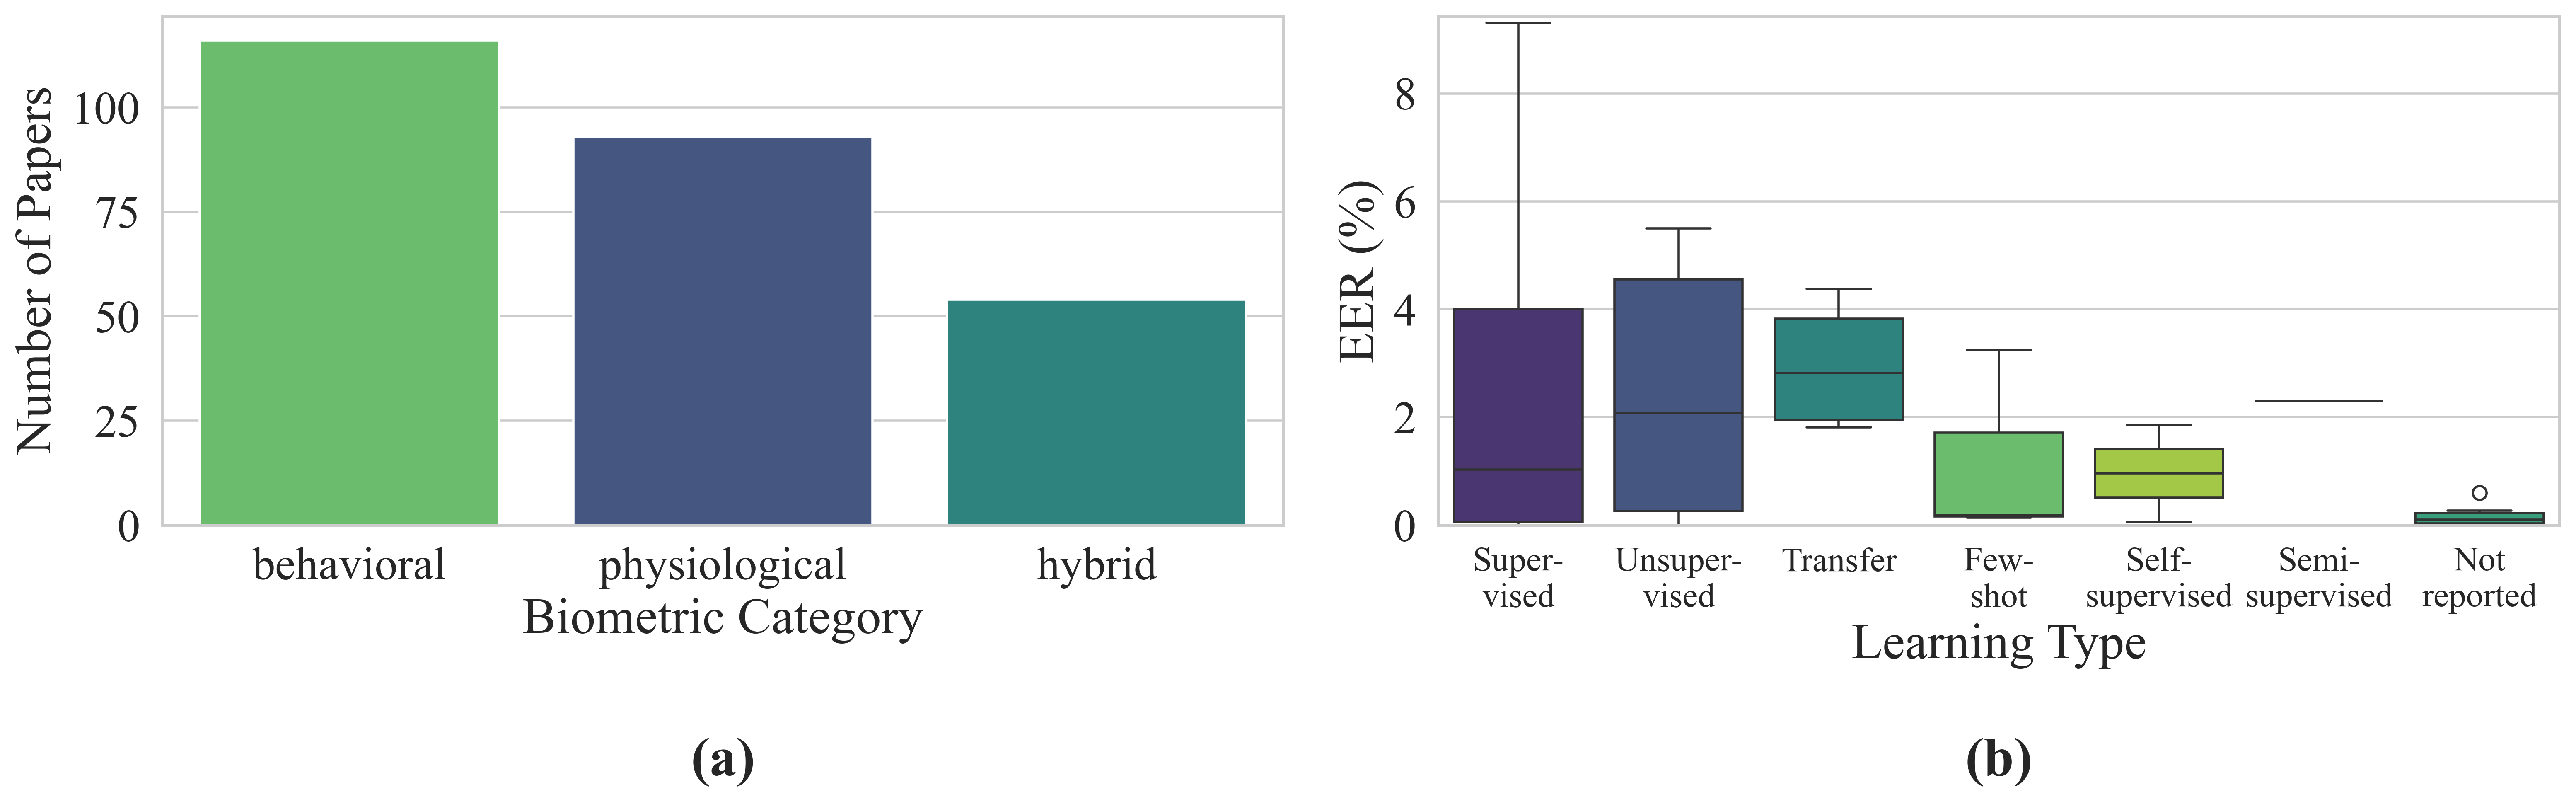 Number of Papers
100
75
50
25
0
behavioral
physiological
hybrid
Biometric Category
(a)
EER (%)
8
6
4
2
0
Super-
vised
Unsuper-
vised
Transfer
Few-
shot
Self-
supervised
Semi-
supervised
Not
reported
Learning Type
(b)